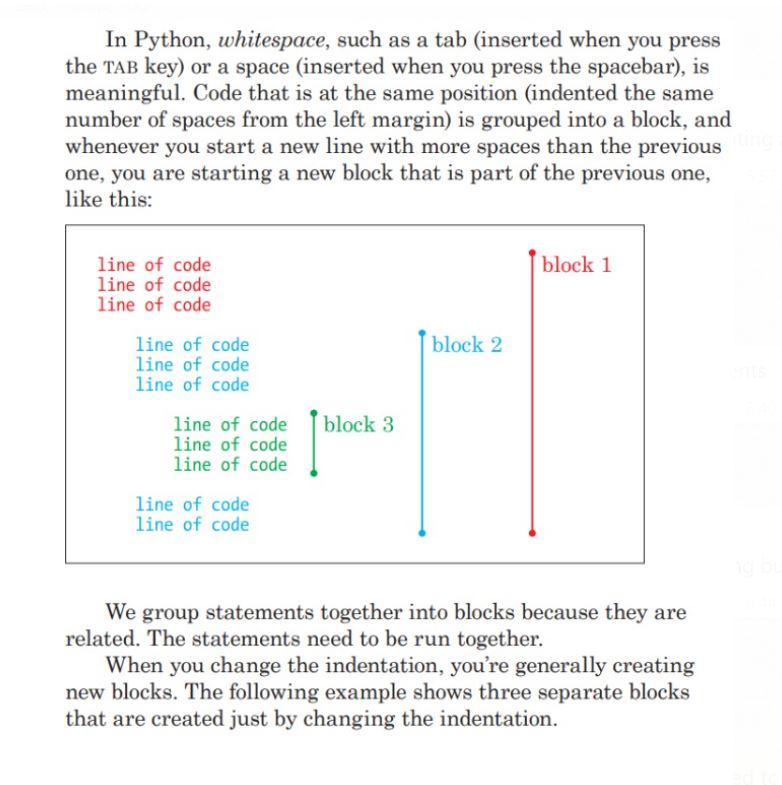 In Python, whitespace, such as a tab (inserted when you press
the TAB key) or a space (inserted when you press the spacebar), is
meaningful. Code that is at the same position (indented the same
number of spaces from the left margin) is grouped into a block, and
whenever you start a new line with more spaces than the previous
one, you are starting a new block that is part of the previous one,
like this:
line of code
line of code
line of code
block 1
line of code
line of code
line of code
block 2
line of code
line of code
line of code
block 3
line of code
line of code
We group statements together into blocks because they are
related. The statements need to be run together.
When you change the indentation, you’re generally creating
new blocks. The following example shows three separate blocks
that are created just by changing the indentation.